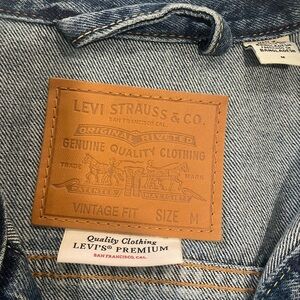 LEVI STRAUSS & CO.
SAN FRANCISCO CAL.
ORIGINAL RIVETED
GENUINE QUALITY CLOTHING
TRADE MARK
VINTAGE FIT SIZE M
Quality Clothing
LEVI'S® PREMIUM
SAN FRANCISCO, CAL.
M